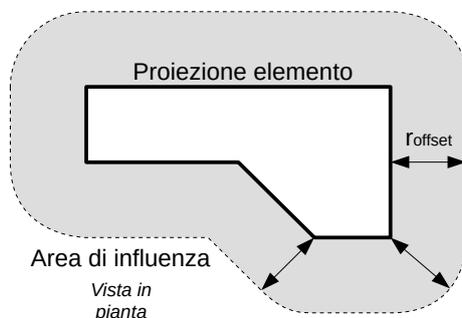 Proiezione elemento
roffset
Area di influenza
Vista in
pianta